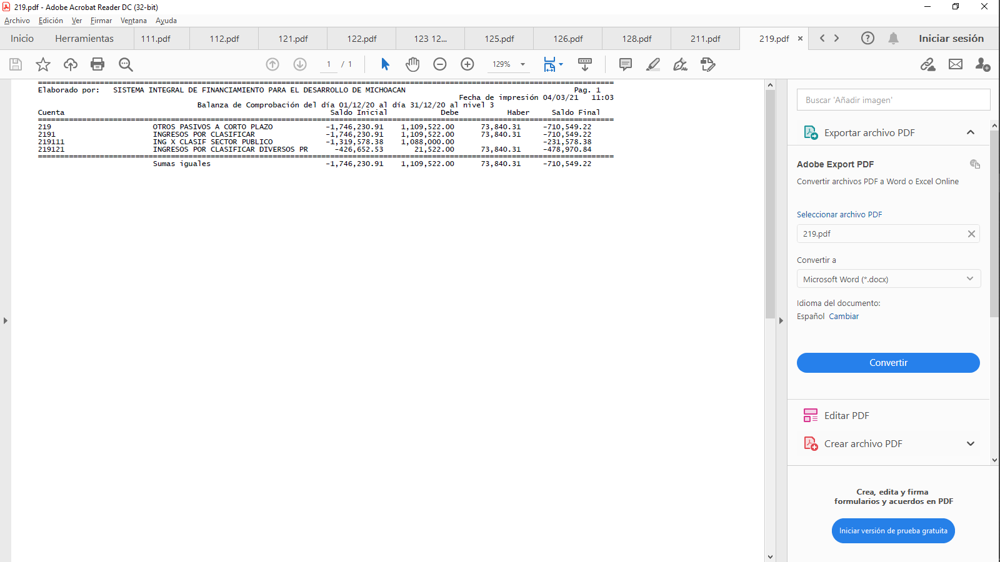 219.pdf - Adobe Acrobat Reader DC (32-bit)
Archivo Edición Ver Firmar Ventana Ayuda
Inicio Herramientas 111.pdf 112.pdf 121.pdf 122.pdf 123 12... 125.pdf 126.pdf 128.pdf 211.pdf 219.pdf Iniciar sesión
1 / 1 129%
Elaborado por: SISTEMA INTEGRAL DE FINANCIAMIENTO PARA EL DESARROLLO DE MICHOACAN Pag. 1
Fecha de impresión 04/03/21 11:03
Balanza de Comprobación del día 01/12/20 al día 31/12/20 al nivel 3
Cuenta Saldo Inicial Debe Haber Saldo Final
219 OTROS PASIVOS A CORTO PLAZO -1,746,230.91 1,109,522.00 73,840.31 -710,549.22
2191 INGRESOS POR CLASIFICAR -1,746,230.91 1,109,522.00 73,840.31 -710,549.22
219111 ING X CLASIF SECTOR PUBLICO -1,319,578.38 1,088,000.00 -231,578.38
219121 INGRESOS POR CLASIFICAR DIVERSOS PR -426,652.53 21,522.00 73,840.31 -478,970.84
Sumas iguales -1,746,230.91 1,109,522.00 73,840.31 -710,549.22
Buscar 'Añadir imagen'
Exportar archivo PDF
Adobe Export PDF
Convertir archivos PDF a Word o Excel Online
Seleccionar archivo PDF
219.pdf
Convertir a
Microsoft Word (*.docx)
Idioma del documento:
Español Cambiar
Convertir
Editar PDF
Crear archivo PDF
Crea, edita y firma
formularios y acuerdos en PDF
Iniciar versión de prueba gratuita